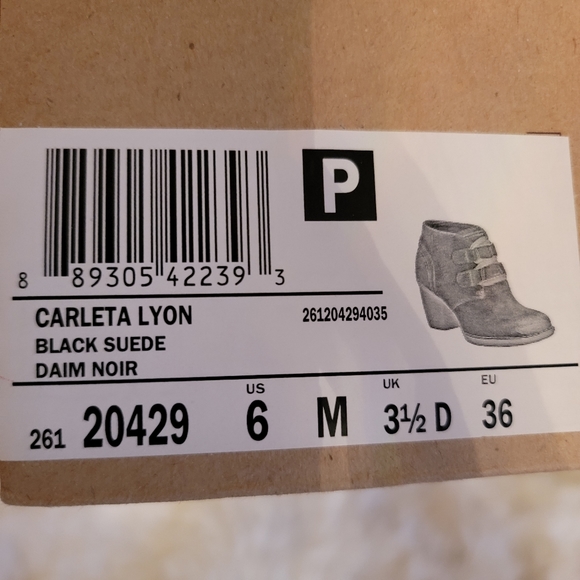 P
8 89305 42239 3
CARLETA LYON 261204294035
BLACK SUEDE
DAIM NOIR
US UK EU
261 20429 6 M 3½ D 36